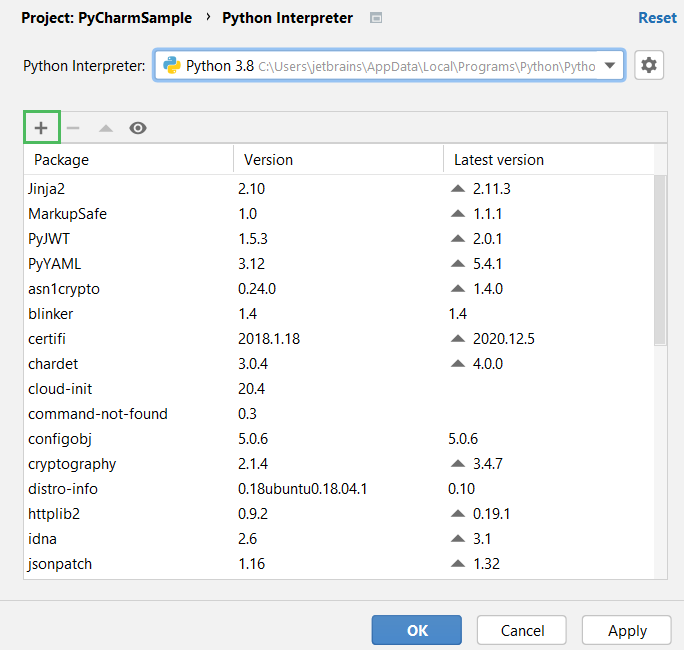 Project: PyCharmSample › Python Interpreter Reset
Python Interpreter: Python 3.8 C:\Users\jetbrains\AppData\Local\Programs\Python\Pytho
Package Version Latest version
Jinja2 2.10 2.11.3
MarkupSafe 1.0 1.1.1
PyJWT 1.5.3 2.0.1
PyYAML 3.12 5.4.1
asn1crypto 0.24.0 1.4.0
blinker 1.4 1.4
certifi 2018.1.18 2020.12.5
chardet 3.0.4 4.0.0
cloud-init 20.4
command-not-found 0.3
configobj 5.0.6 5.0.6
cryptography 2.1.4 3.4.7
distro-info 0.18ubuntu0.18.04.1 0.10
httplib2 0.9.2 0.19.1
idna 2.6 3.1
jsonpatch 1.16 1.32
OK Cancel Apply